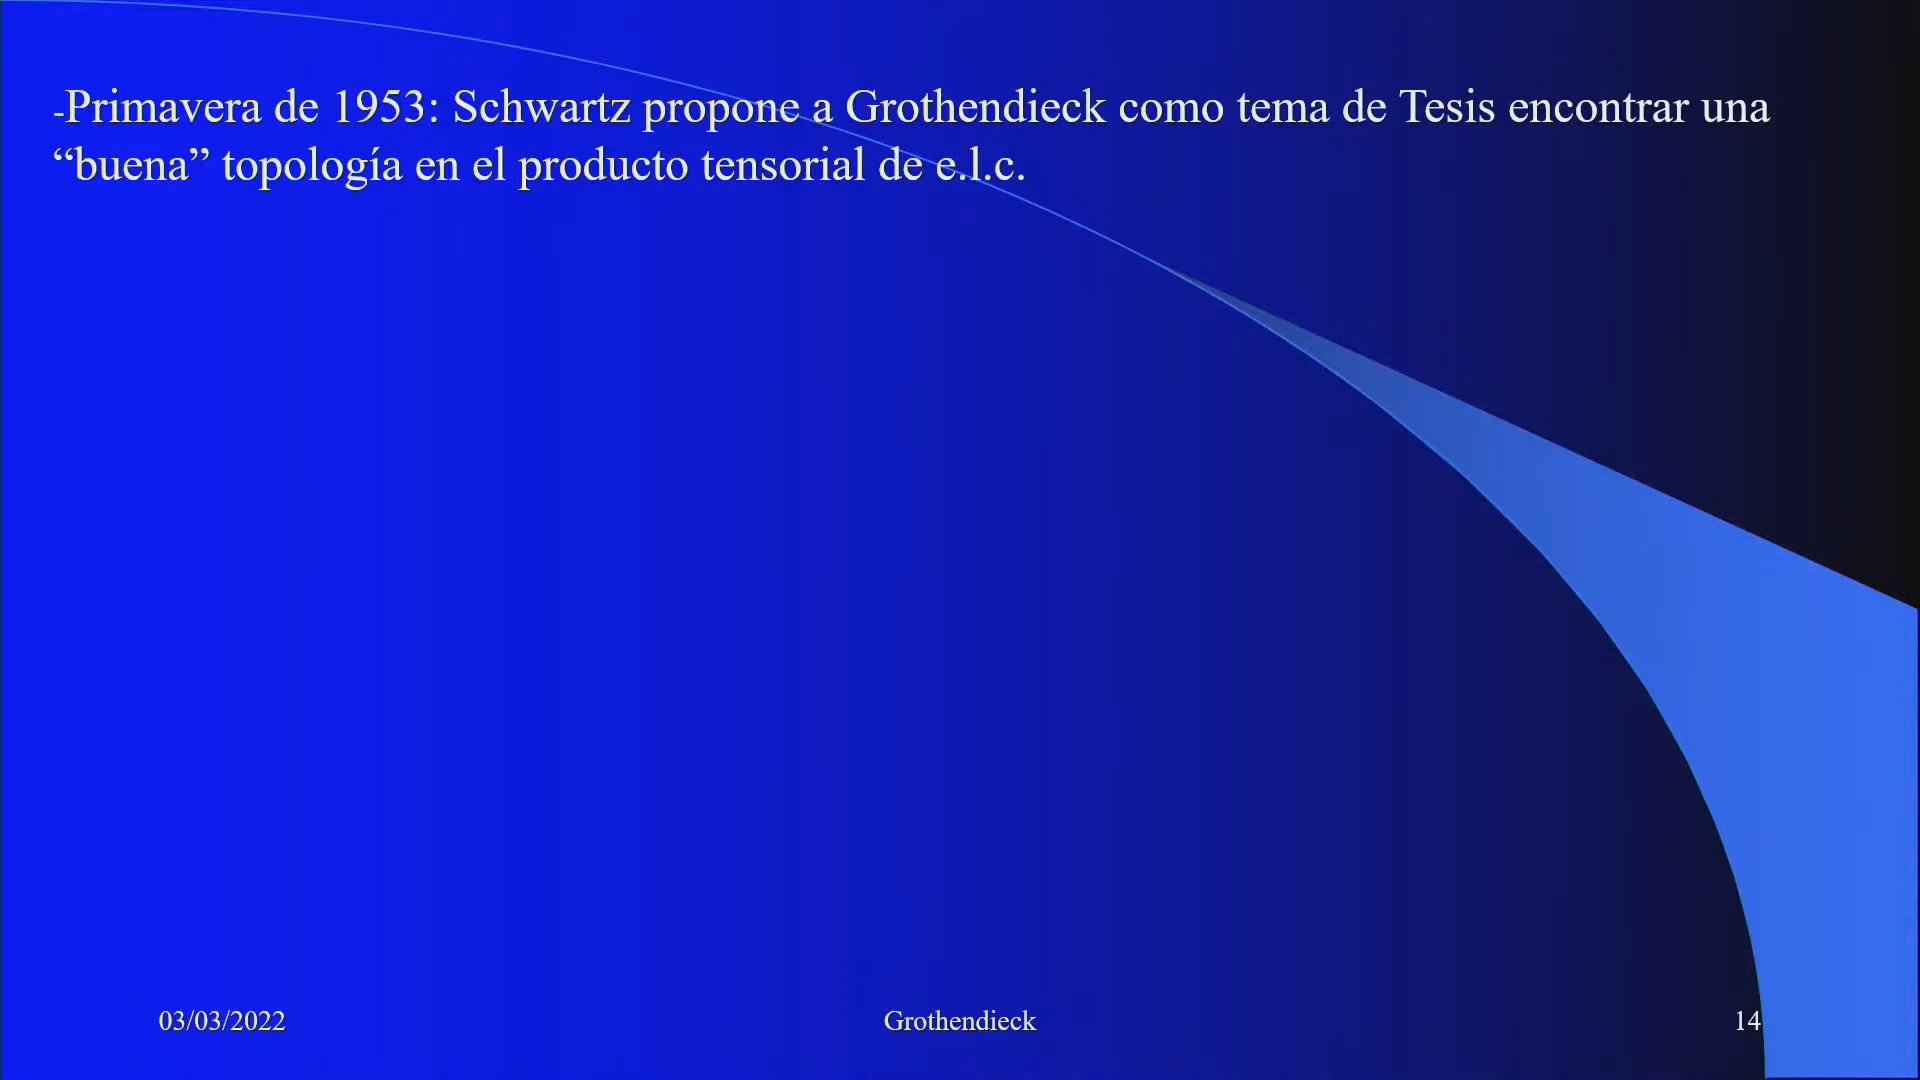 -Primavera de 1953: Schwartz propone a Grothendieck como tema de Tesis encontrar una
“buena” topología en el producto tensorial de e.l.c.
03/03/2022
Grothendieck
14